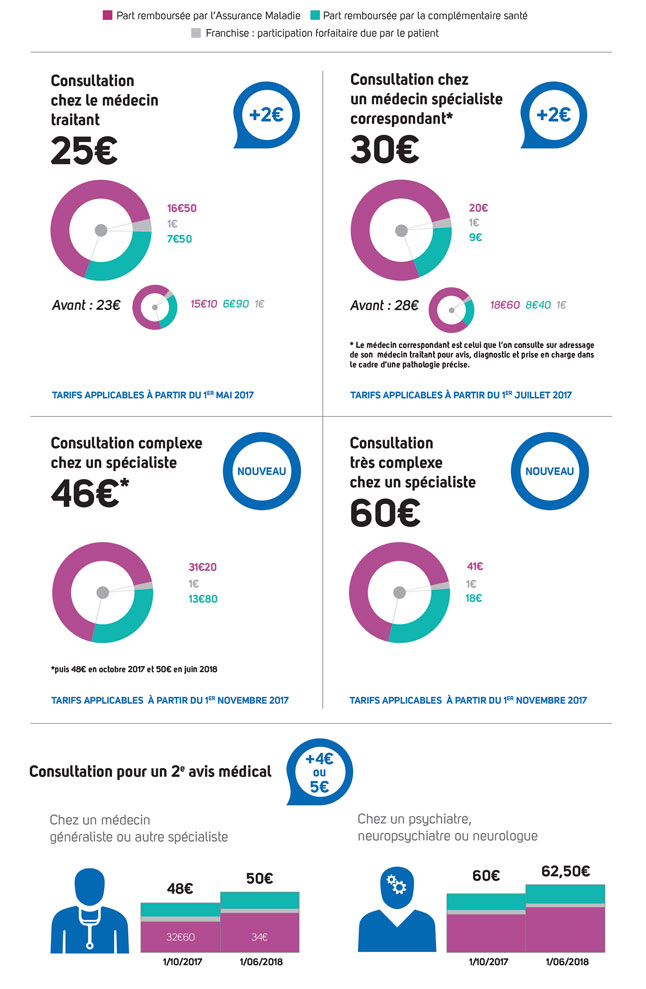 Part remboursée par l'Assurance Maladie
Part remboursée par la complémentaire santé
Franchise : participation forfaitaire due par le patient
Consultation
chez le médecin
traitant
25€
+2€
16€50
1€
7€50
Avant : 23€
15€10 6€90 1€
TARIFS APPLICABLES À PARTIR DU 1ER MAI 2017
Consultation chez
un médecin spécialiste
correspondant*
30€
+2€
20€
1€
9€
Avant : 28€
18€60 8€40 1€
* Le médecin correspondant est celui que l'on consulte sur adressage
de son médecin traitant pour avis, diagnostic et prise en charge dans
le cadre d'une pathologie précise.
TARIFS APPLICABLES À PARTIR DU 1ER JUILLET 2017
Consultation complexe
chez un spécialiste
46€*
NOUVEAU
31€20
1€
13€80
*puis 48€ en octobre 2017 et 50€ en juin 2018
TARIFS APPLICABLES À PARTIR DU 1ER NOVEMBRE 2017
Consultation
très complexe
chez un spécialiste
60€
NOUVEAU
41€
1€
18€
TARIFS APPLICABLES À PARTIR DU 1ER NOVEMBRE 2017
Consultation pour un 2e avis médical
+4€
ou
5€
Chez un médecin
généraliste ou autre spécialiste
48€
50€
32€60
34€
1/10/2017
1/06/2018
Chez un psychiatre,
neuropsychiatre ou neurologue
60€
62,50€
1/10/2017
1/06/2018